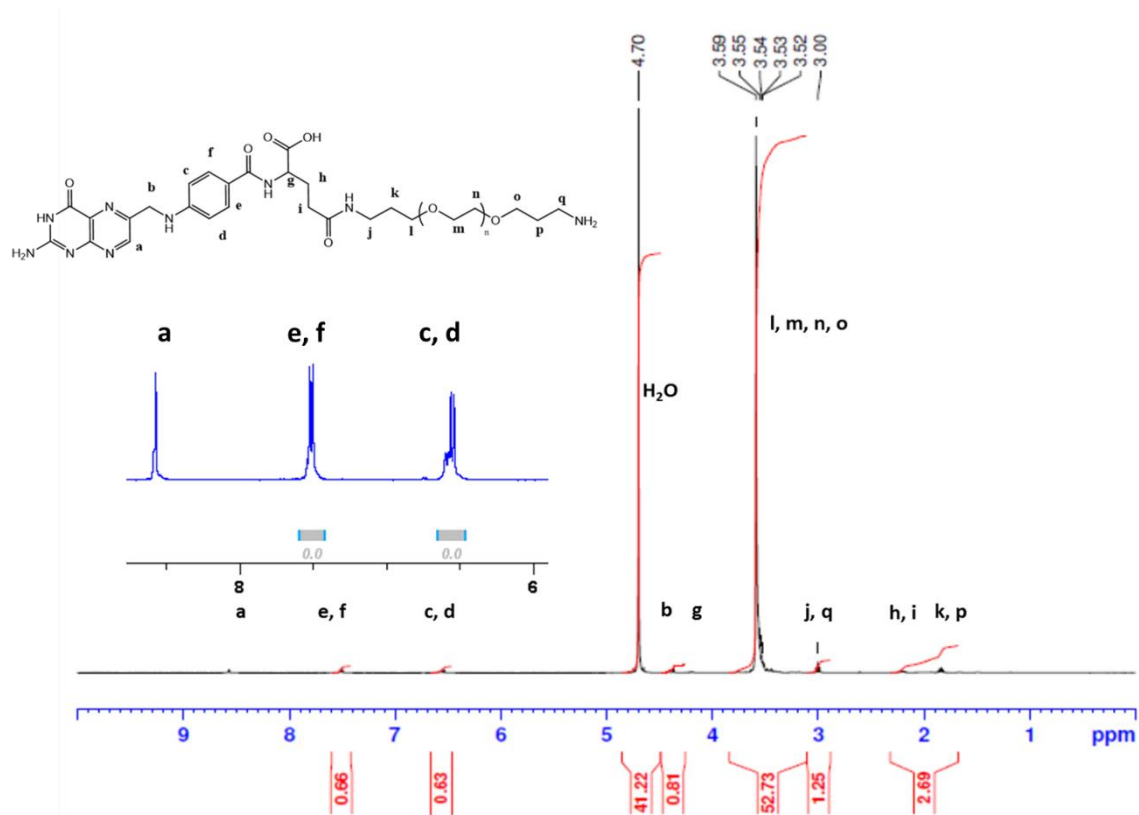 4.70
3.59
3.55
3.54
3.53
3.52
3.00
O
OH
f
O
h
c
g
N
H
O
b
N
H
e
i
O
k
H
N
n
o
q
HN
N
a
d
j
l
O
m
n
O
p
NH2
H2N
N
N
a
e, f
c, d
l, m, n, o
H2O
0.0
0.0
8
6
a
e, f
c, d
b
g
j, q
h, i
k, p
9
8
7
6
5
4
3
2
1
ppm
0.66
0.63
41.22
0.81
52.73
1.25
2.69